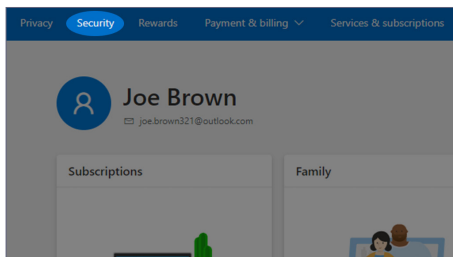 Privacy Security Rewards Payment & billing Services & subscriptions
Joe Brown
joe.brown321@outlook.com
Subscriptions Family